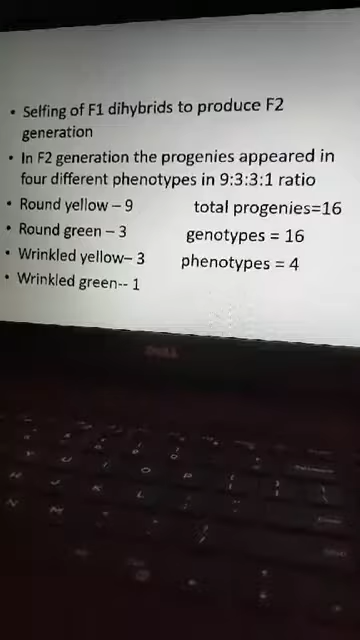 • Selfing of F1 dihybrids to produce F2
generation
• In F2 generation the progenies appeared in
four different phenotypes in 9:3:3:1 ratio
• Round yellow – 9 total progenies=16
• Round green – 3 genotypes = 16
• Wrinkled yellow– 3 phenotypes = 4
• Wrinkled green-- 1
DELL
U
O
P
H
J
K
L
N
M